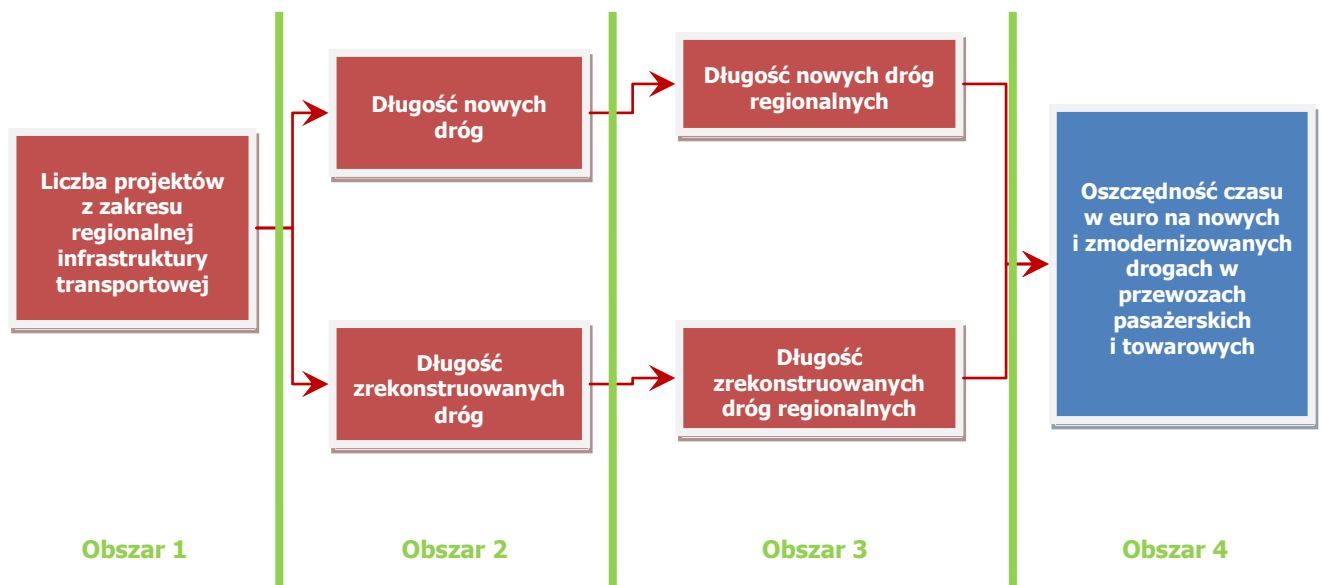 Liczba projektów
z zakresu
regionalnej
infrastruktury
transportowej
Długość nowych
dróg
Długość
zrekonstruowanych
dróg
Długość nowych dróg
regionalnych
Długość
zrekonstruowanych
dróg regionalnych
Oszczędność czasu
w euro na nowych
i zmodernizowanych
drogach w
przewozach
pasażerskich
i towarowych
Obszar 1
Obszar 2
Obszar 3
Obszar 4